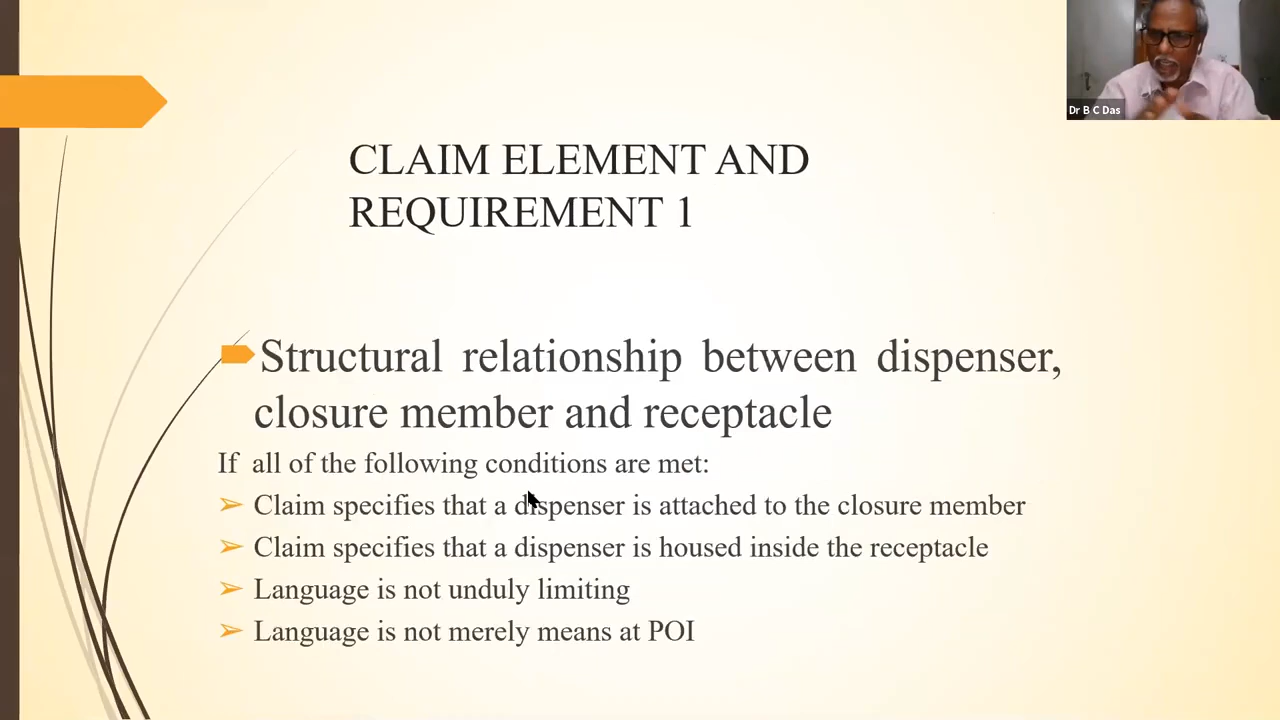 Dr B C Das
CLAIM ELEMENT AND
REQUIREMENT 1
Structural relationship between dispenser,
closure member and receptacle
If all of the following conditions are met:
➢ Claim specifies that a dispenser is attached to the closure member
➢ Claim specifies that a dispenser is housed inside the receptacle
➢ Language is not unduly limiting
➢ Language is not merely means at POI